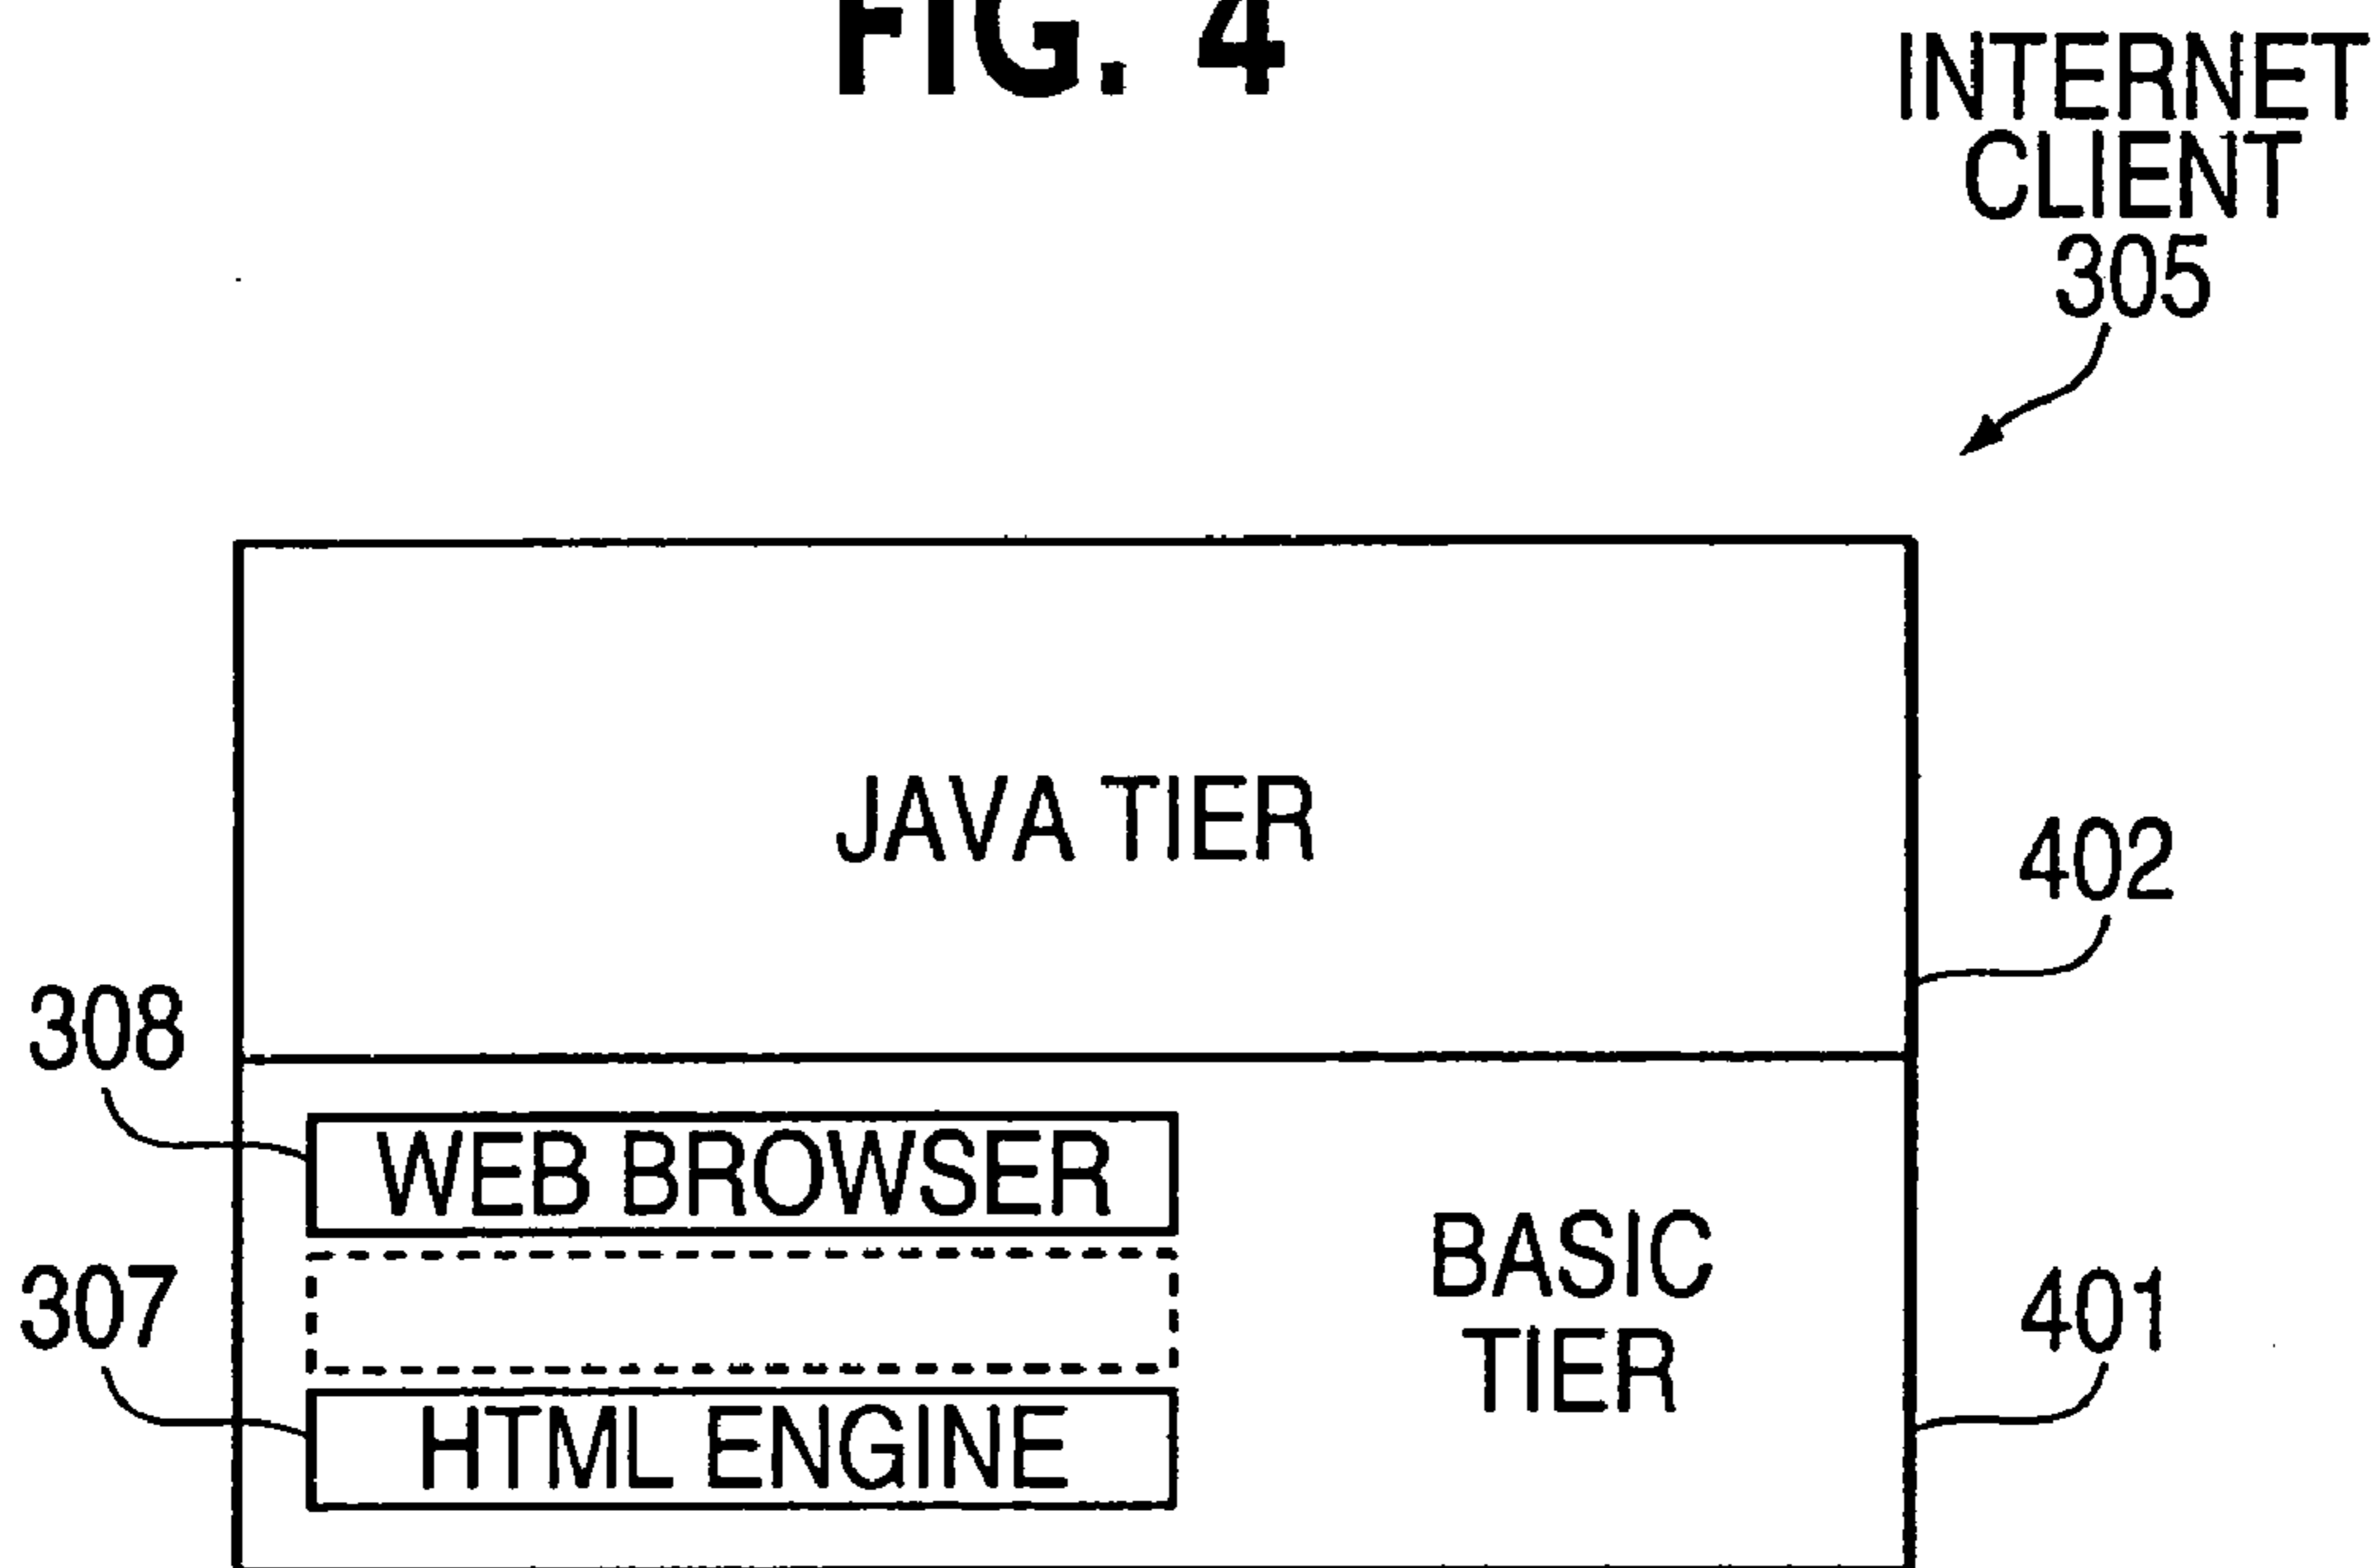 FIG. 4
INTERNET
CLIENT
305
JAVA TIER
402
308
WEB BROWSER
BASIC
TIER
307
401
HTML ENGINE